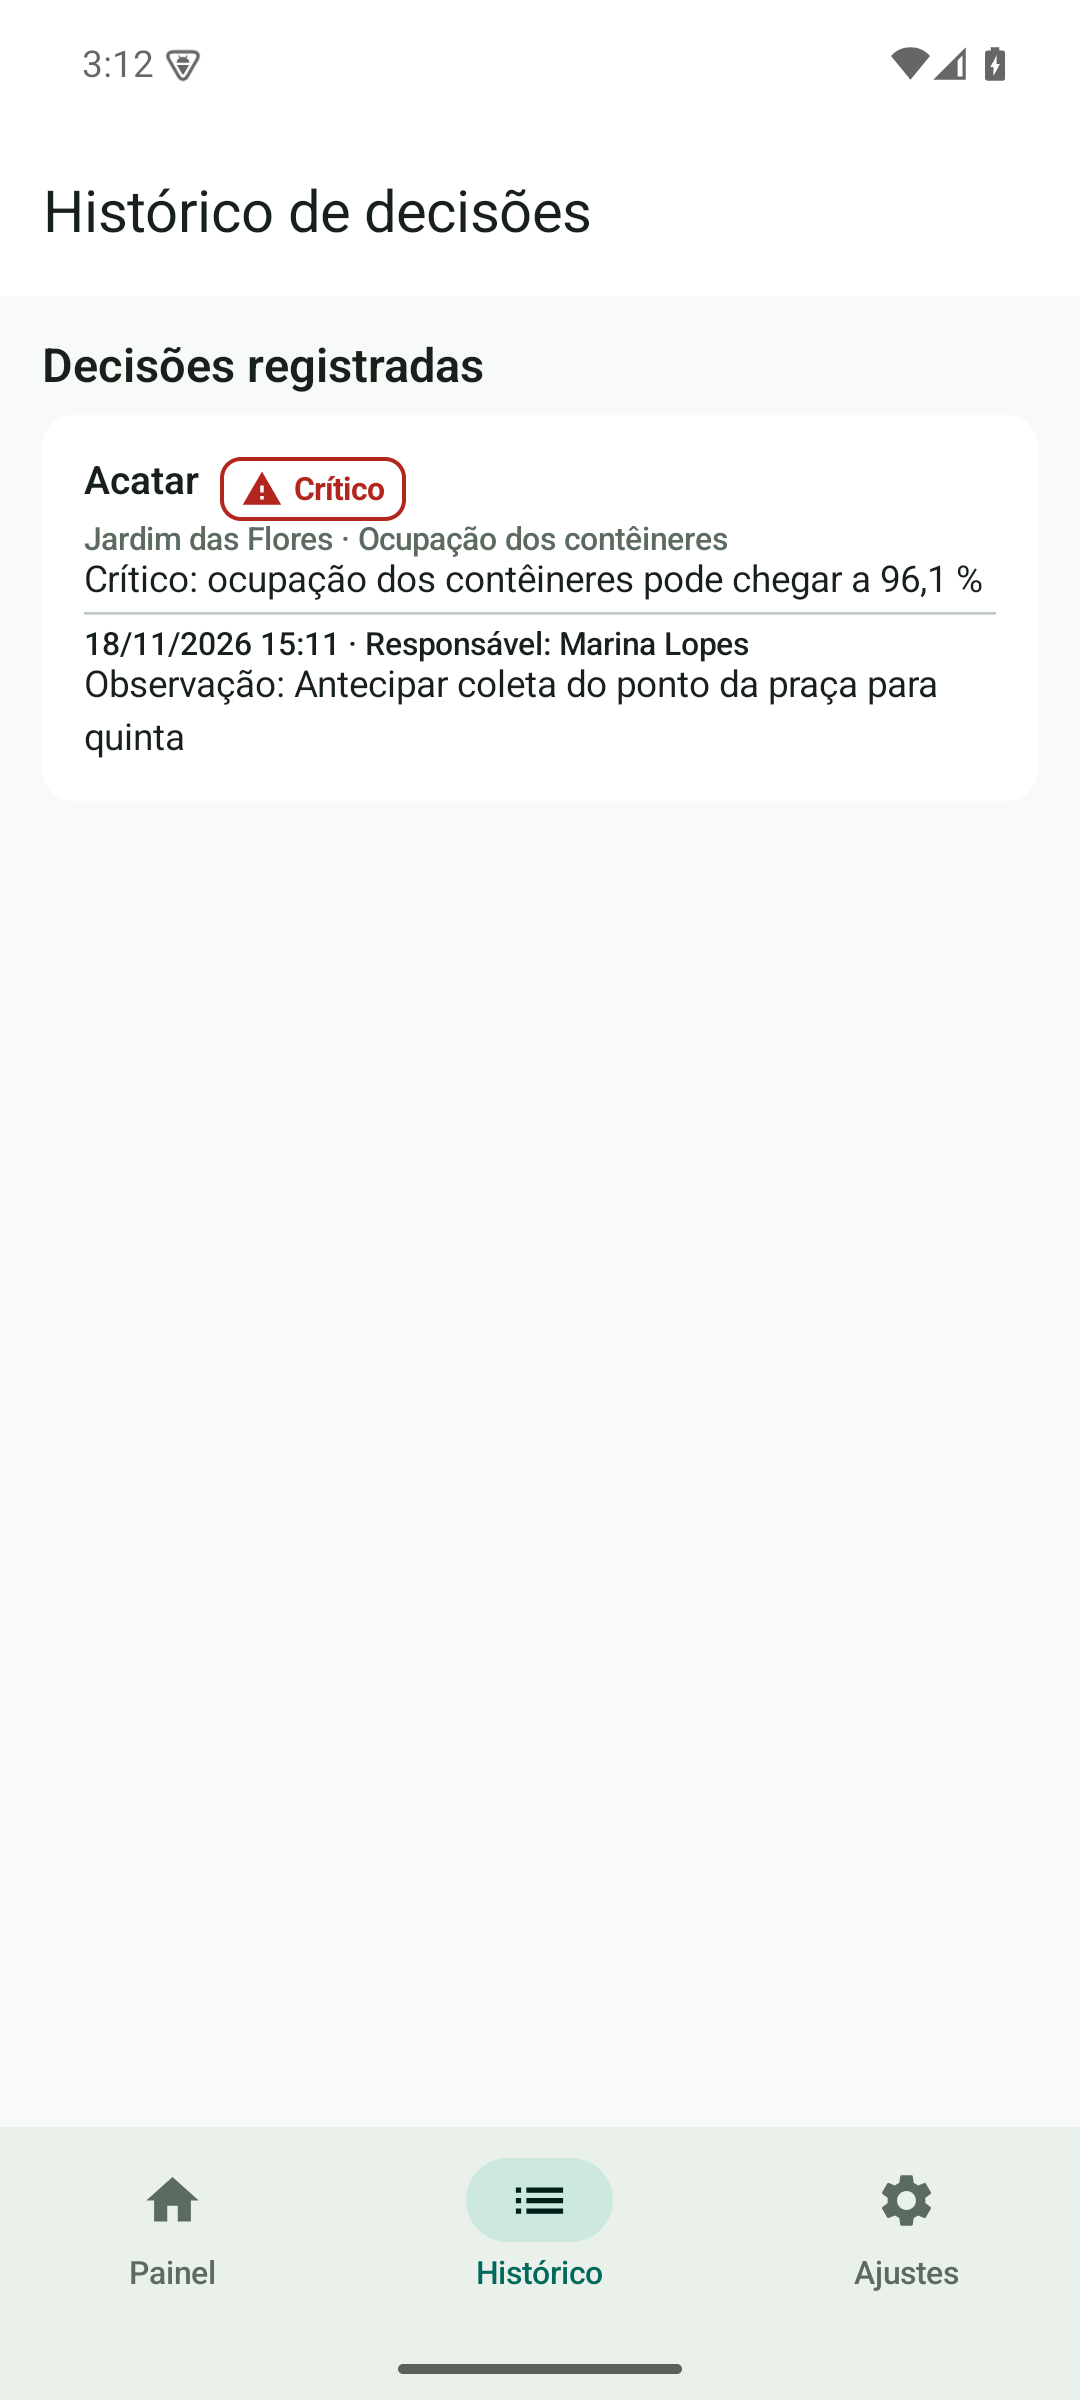 3:12
Histórico de decisões
Decisões registradas
Acatar
Crítico
Jardim das Flores · Ocupação dos contêineres
Crítico: ocupação dos contêineres pode chegar a 96,1 %
18/11/2026 15:11 · Responsável: Marina Lopes
Observação: Antecipar coleta do ponto da praça para
quinta
Painel
Histórico
Ajustes